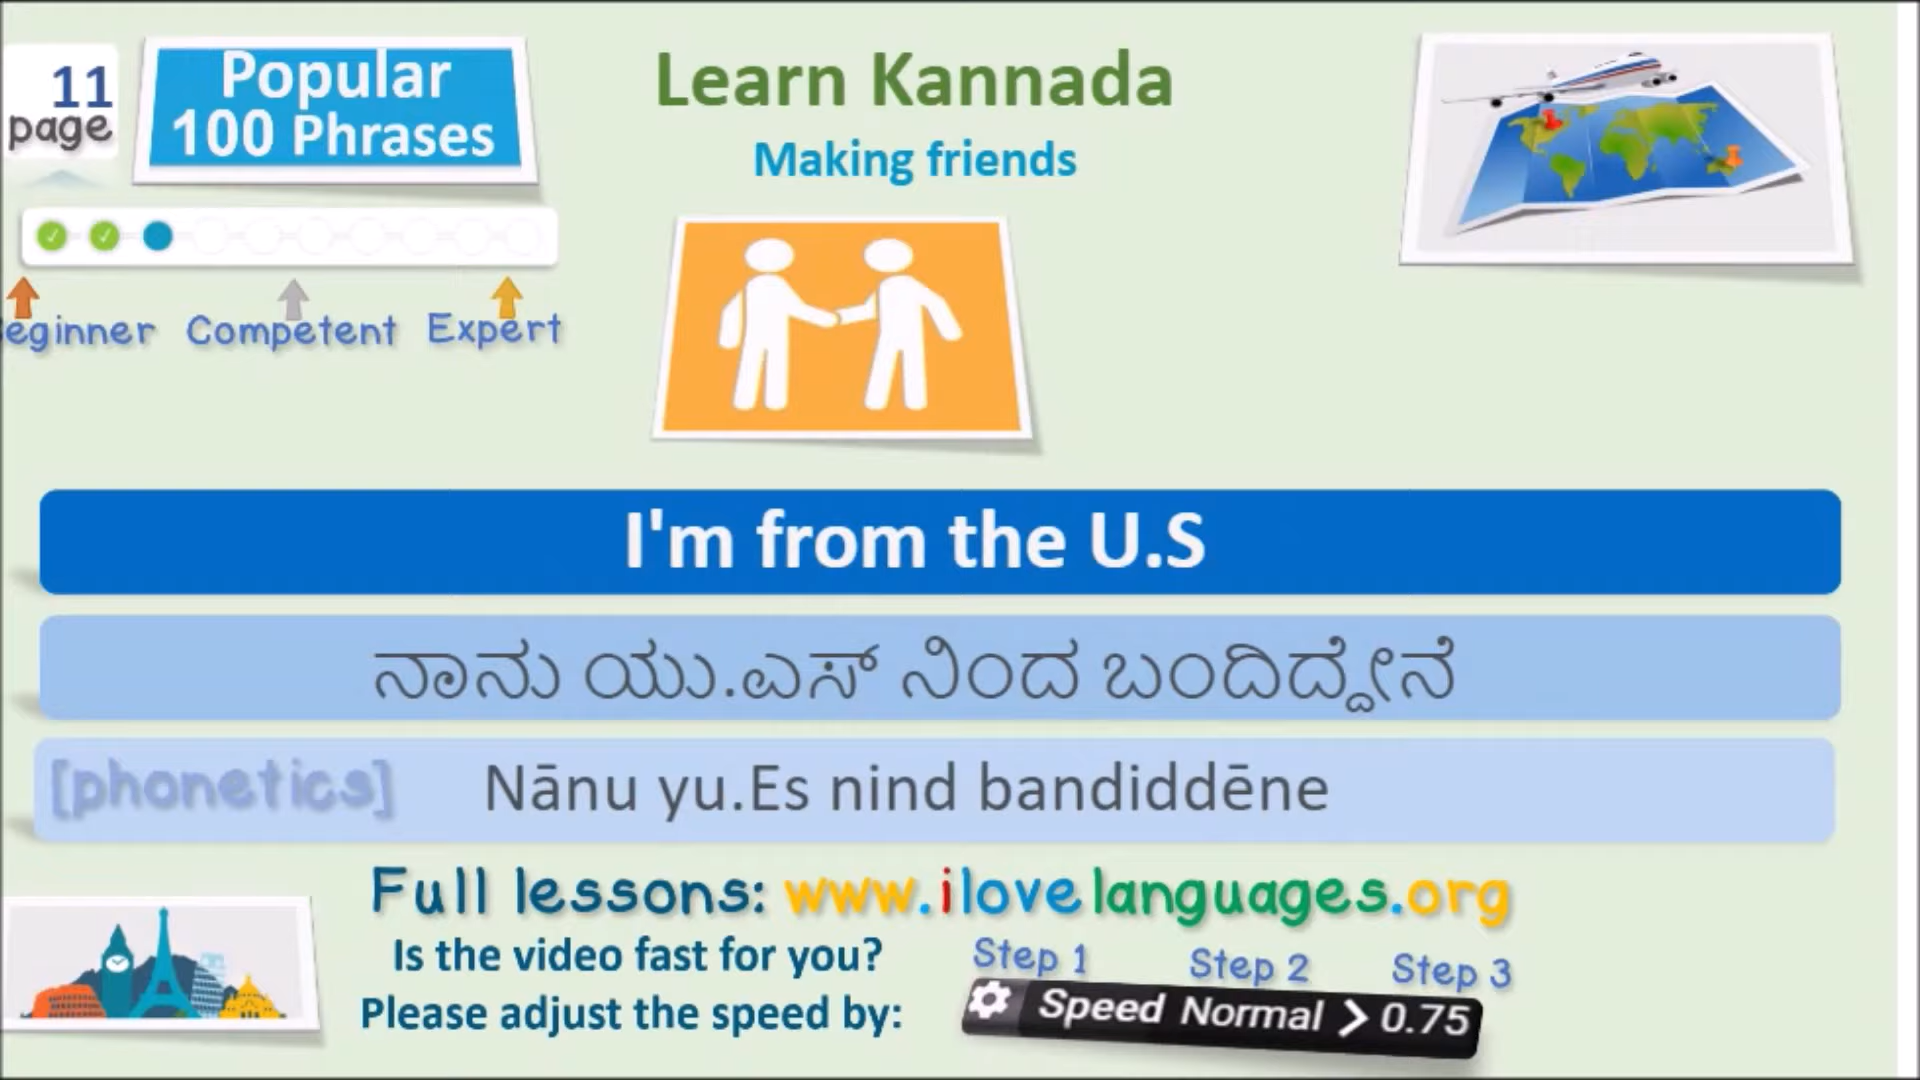 11
page
Popular
100 Phrases
Learn Kannada
Making friends
eginner Competent Expert
I'm from the U.S
ನಾನು ಯು.ಎಸ್ ನಿಂದ ಬಂದಿದ್ದೇನೆ
[phonetics] Nānu yu.Es nind bandiddēne
Full lessons: www.ilovelanguages.org
Is the video fast for you?
Please adjust the speed by:
Step 1 Step 2 Step 3
Speed Normal > 0.75